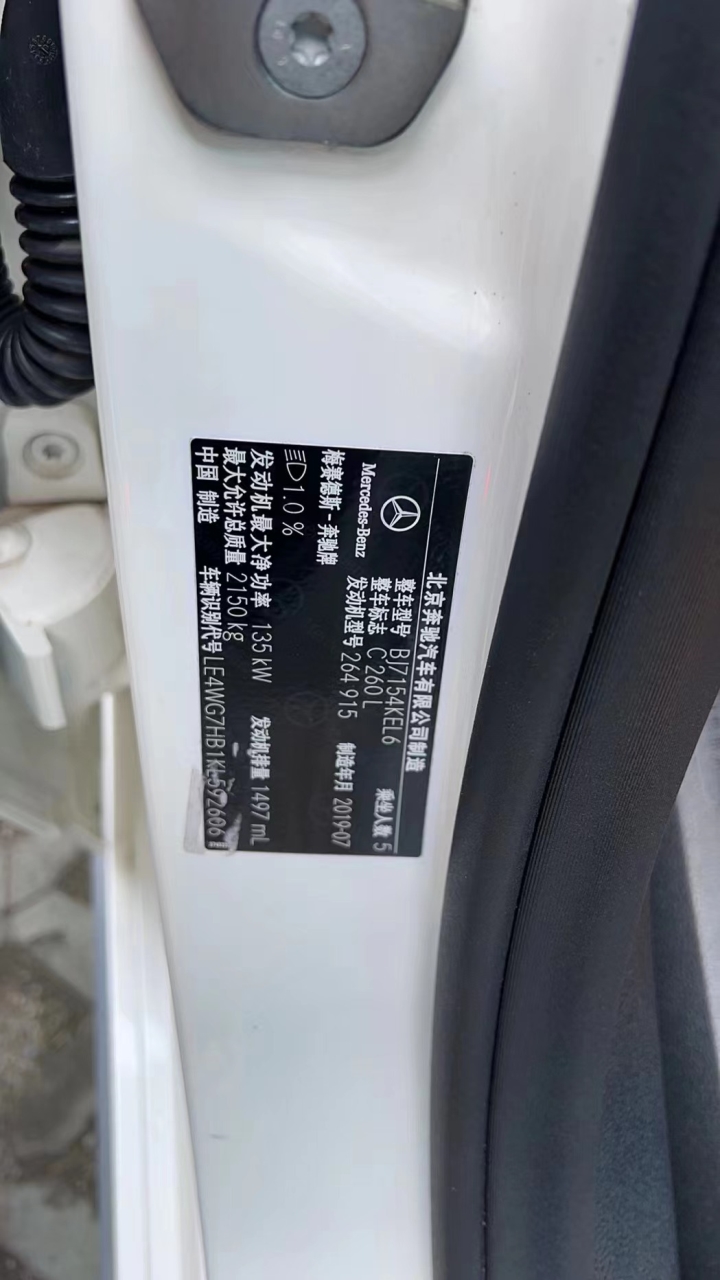 北京奔驰汽车有限公司制造
Mercedes-Benz
梅赛德斯-奔驰牌
整车型号 BJ7154KEL6 乘坐人数 5
整车标志 C 260 L
发动机型号 264 915 制造年月 2019-07
1.0 %
发动机最大净功率 135 kW 发动机排量 1497 mL
最大允许总质量 2150 kg
中国 制造 车辆识别代号 LE4WG7HB1KL592606